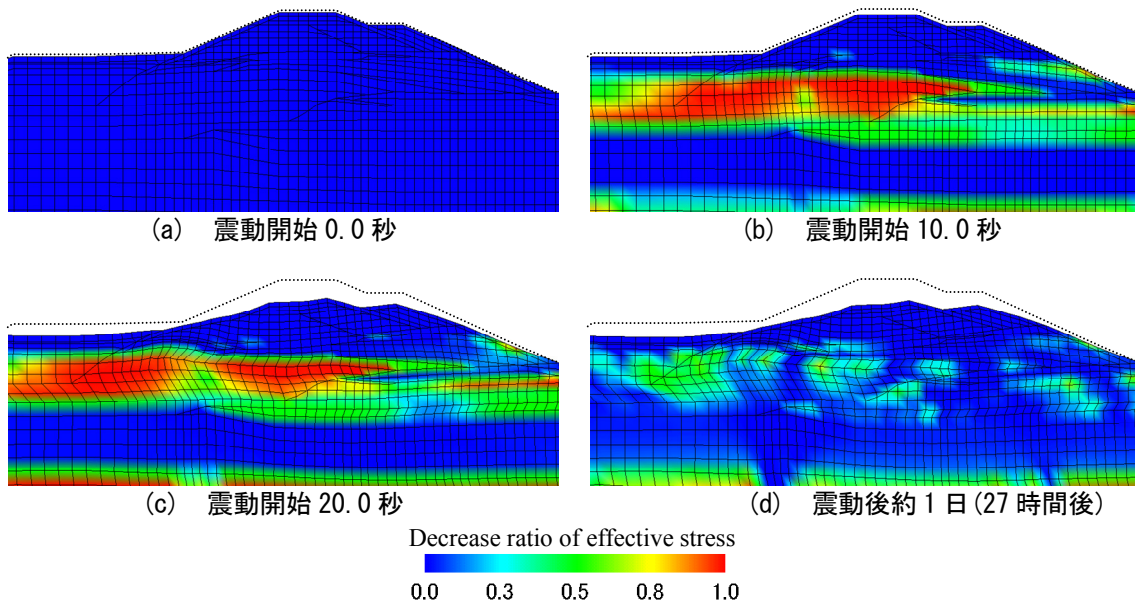 (a) 震動開始 0.0 秒
(b) 震動開始 10.0 秒
(c) 震動開始 20.0 秒
(d) 震動後約 1 日(27 時間後)
Decrease ratio of effective stress
0.0 0.3 0.5 0.8 1.0